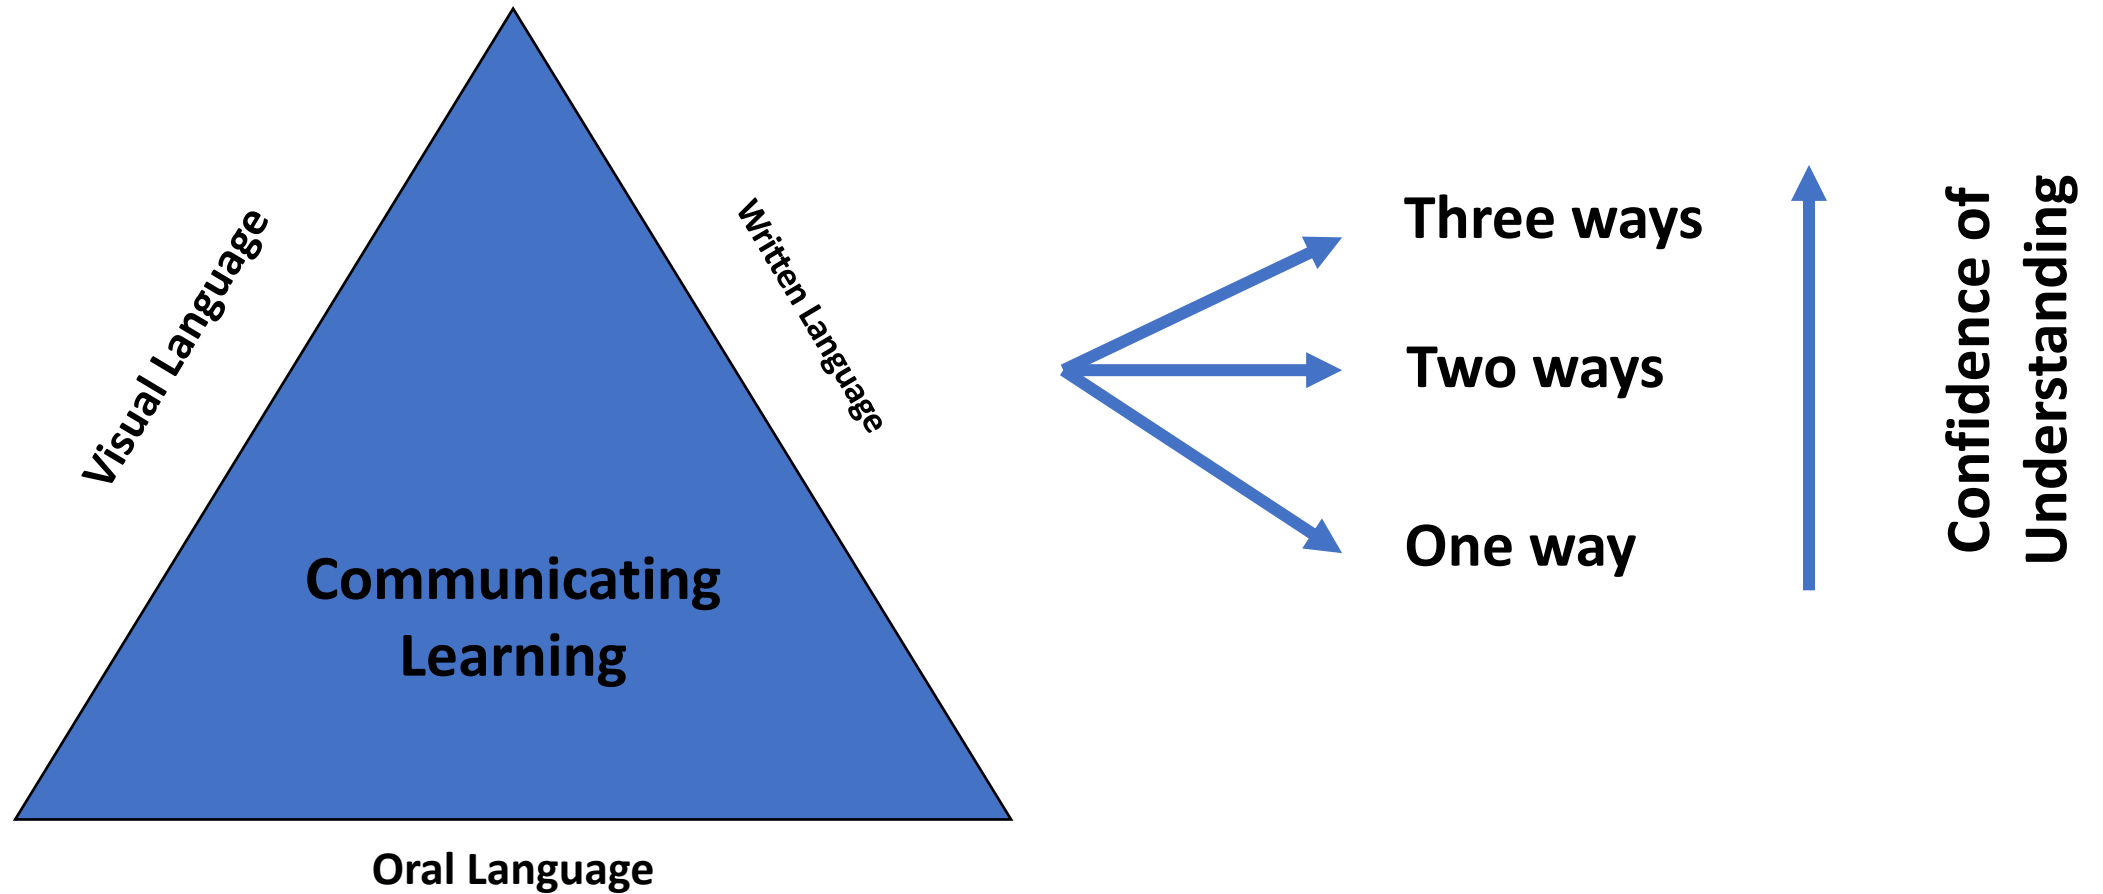 Visual Language
Written Language
Communicating
Learning
Oral Language
Three ways
Two ways
One way
Confidence of
Understanding